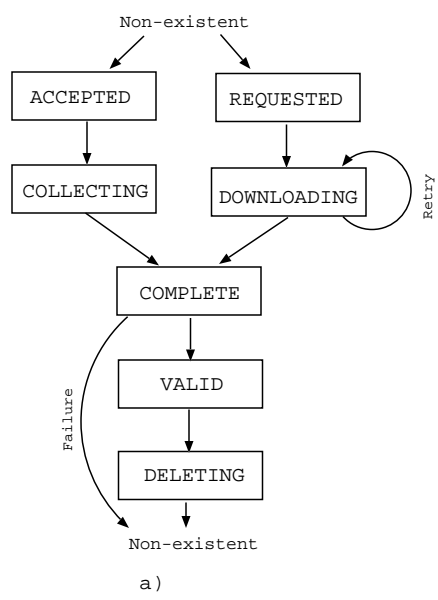 Non-existent
ACCEPTED
REQUESTED
COLLECTING
DOWNLOADING
Retry
COMPLETE
VALID
Failure
DELETING
Non-existent
a)